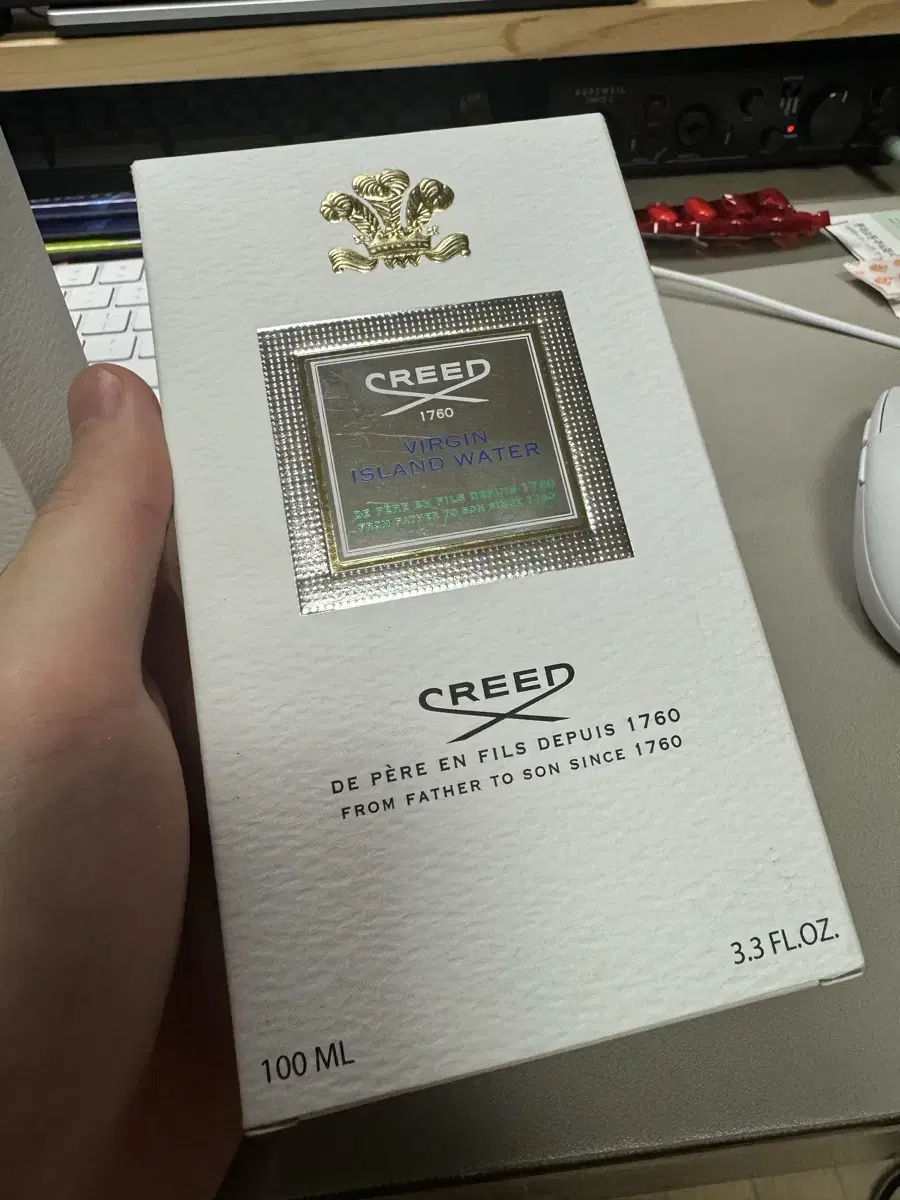 CREED
1760
VIRGIN
ISLAND WATER
DE PÈRE EN FILS DEPUIS 1760
FROM FATHER TO SON SINCE 1760
CREED
DE PÈRE EN FILS DEPUIS 1760
FROM FATHER TO SON SINCE 1760
3.3 FL.OZ.
100 ML